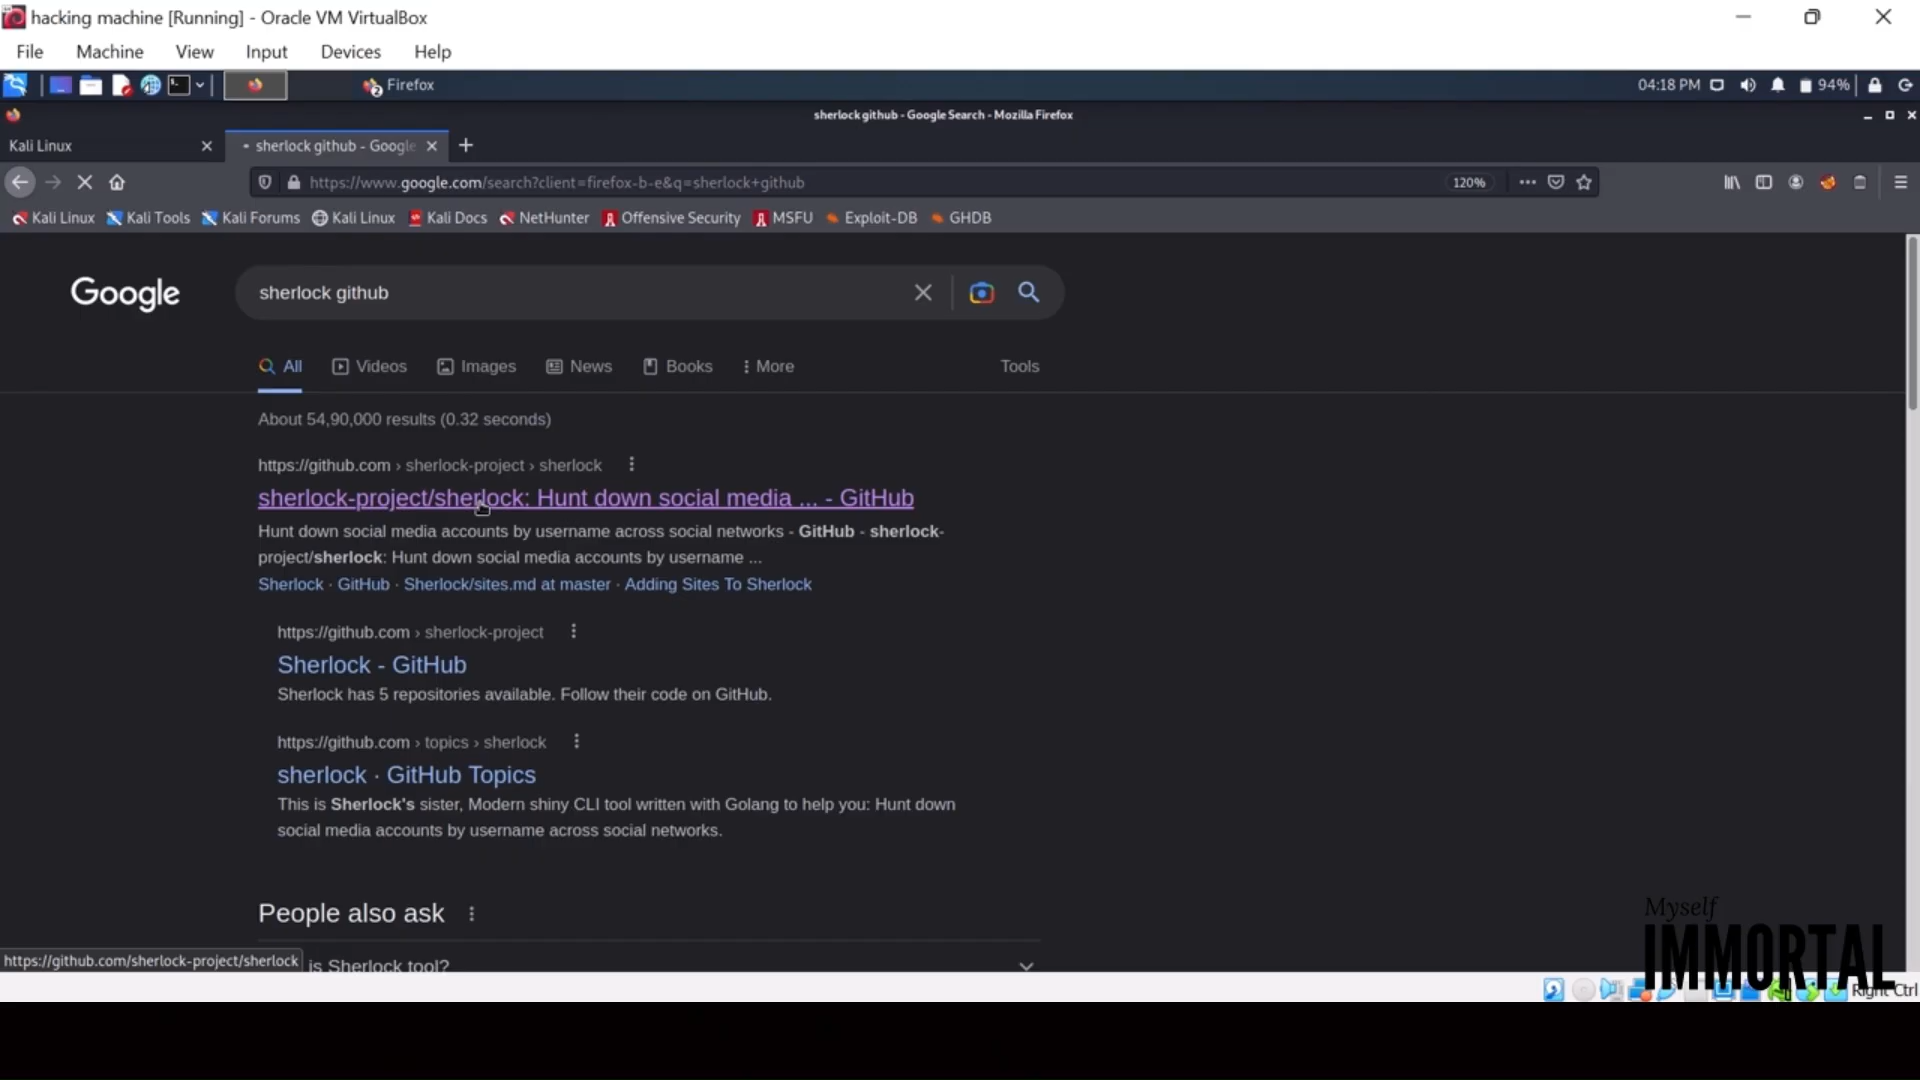 hacking machine [Running] - Oracle VM VirtualBox
File Machine View Input Devices Help
Firefox
04:18 PM 94%
sherlock github - Google Search - Mozilla Firefox
Kali Linux
sherlock github - Google
https://www.google.com/search?client=firefox-b-e&q=sherlock+github
120%
Kali Linux Kali Tools Kali Forums Kali Linux Kali Docs NetHunter Offensive Security MSFU Exploit-DB GHDB
Google
sherlock github
All Videos Images News Books More Tools
About 54,90,000 results (0.32 seconds)
https://github.com › sherlock-project › sherlock
sherlock-project/sherlock: Hunt down social media ... - GitHub
Hunt down social media accounts by username across social networks - GitHub - sherlock-
project/sherlock: Hunt down social media accounts by username ...
Sherlock · GitHub · Sherlock/sites.md at master · Adding Sites To Sherlock
https://github.com › sherlock-project
Sherlock - GitHub
Sherlock has 5 repositories available. Follow their code on GitHub.
https://github.com › topics › sherlock
sherlock · GitHub Topics
This is Sherlock's sister, Modern shiny CLI tool written with Golang to help you: Hunt down
social media accounts by username across social networks.
People also ask
is Sherlock tool?
https://github.com/sherlock-project/sherlock
Myself
IMMORTAL
Right Ctrl